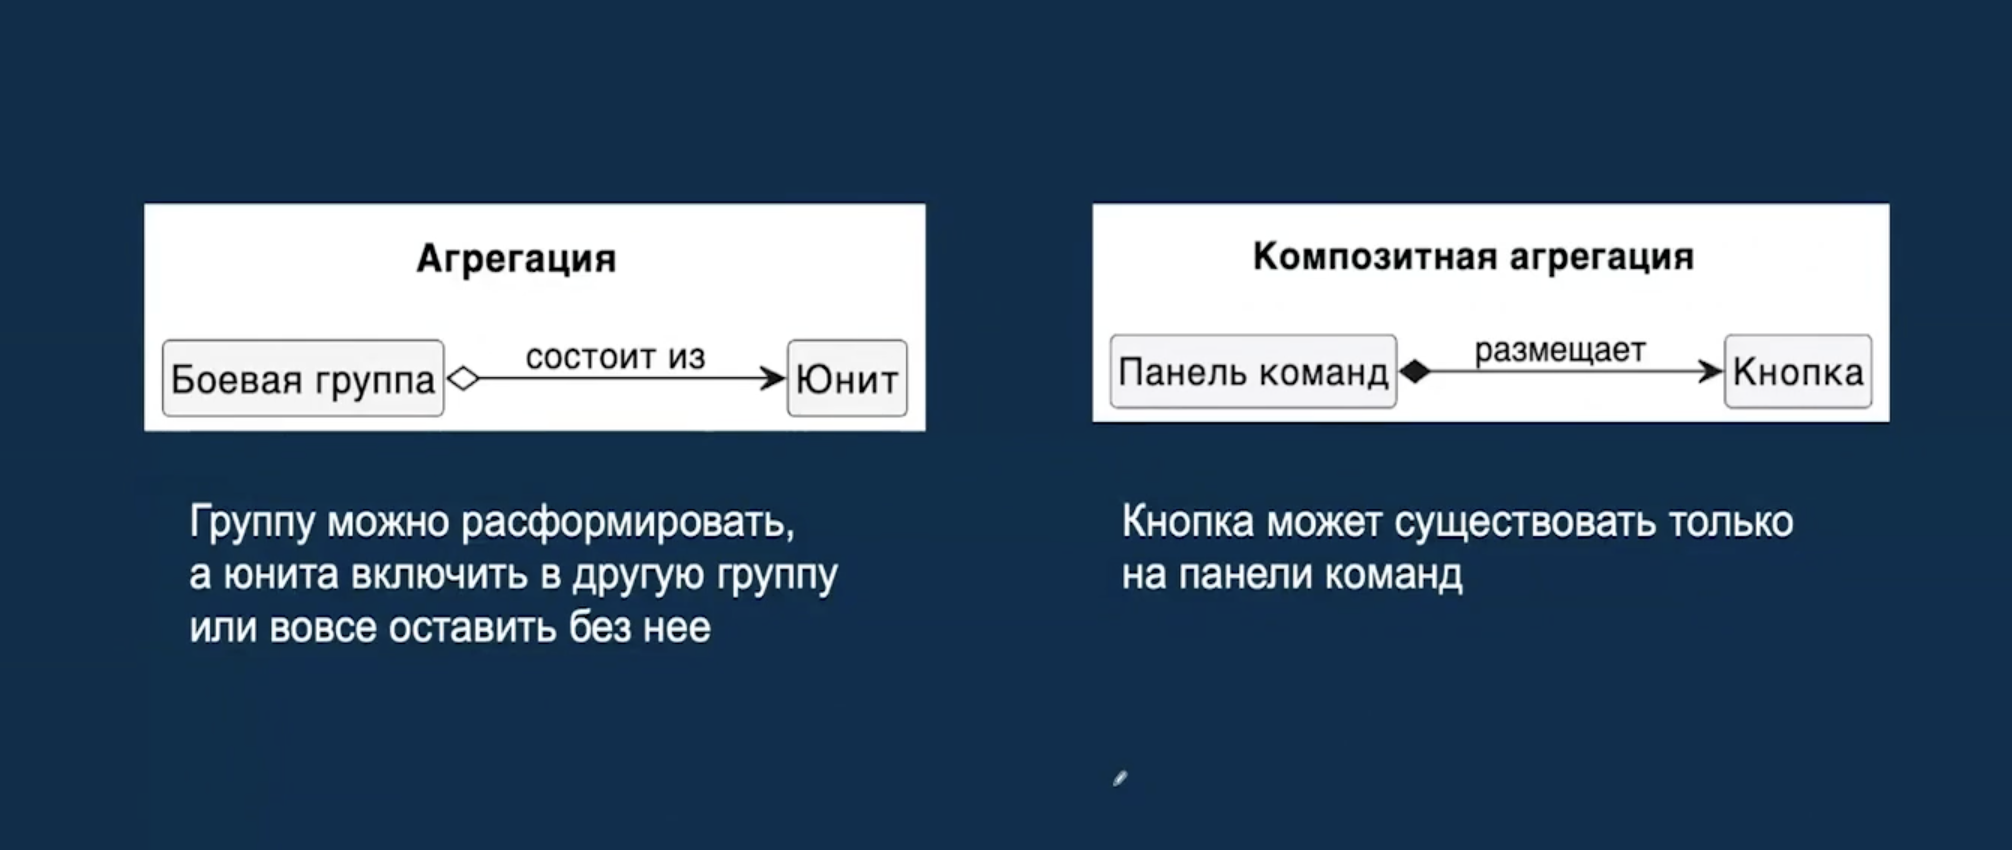 Агрегация
Боевая группа
состоит из
Юнит
Группу можно расформировать,
а юнита включить в другую группу
или вовсе оставить без нее
Композитная агрегация
Панель команд
размещает
Кнопка
Кнопка может существовать только
на панели команд